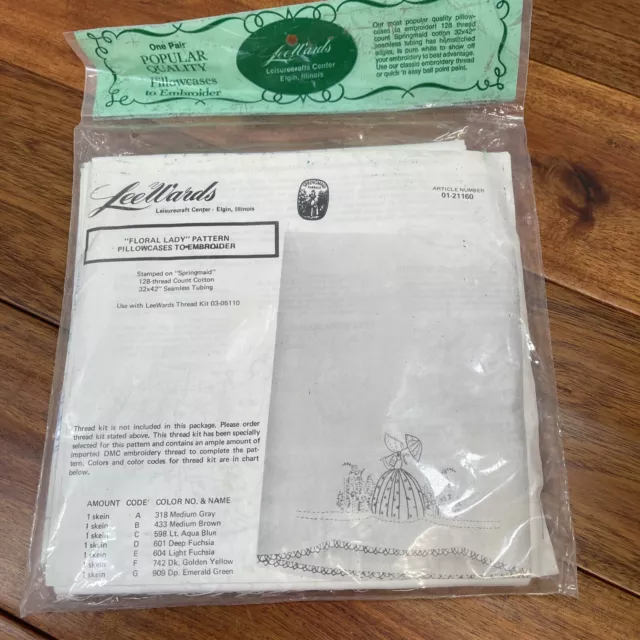 One Pair
POPULAR
QUALITY
Pillowcases
to Embroider
LeeWards
Leisurecrafts Center
Elgin, Illinois
Our most popular quality pillow-
cases to embroider! 128 thread
count Springmaid cotton 32x42"
seamless tubing has hemstitched
edges, is pure white to show off
your embroidery to best advantage.
Use our classic embroidery thread
or quick 'n easy ball point paint.
LeeWards
Leisurecraft Center - Elgin, Illinois
ARTICLE NUMBER
01-21160
"FLORAL LADY" PATTERN
PILLOWCASES TO EMBROIDER
Stamped on "Springmaid"
128-thread Count Cotton
32x42" Seamless Tubing
Use with LeeWards Thread Kit 03-05110
Thread kit is not included in this package. Please order
thread kit stated above. This thread kit has been specially
selected for this pattern and contains an ample amount of
imported DMC embroidery thread to complete the pat-
tern. Colors and color codes for thread kit are in chart
below.
AMOUNT CODE COLOR NO. & NAME
1 skein A 318 Medium Gray
1 skein B 433 Medium Brown
1 skein C 598 Lt. Aqua Blue
1 skein D 601 Deep Fuchsia
1 skein E 604 Light Fuchsia
1 skein F 742 Dk. Golden Yellow
1 skein G 909 Dp. Emerald Green